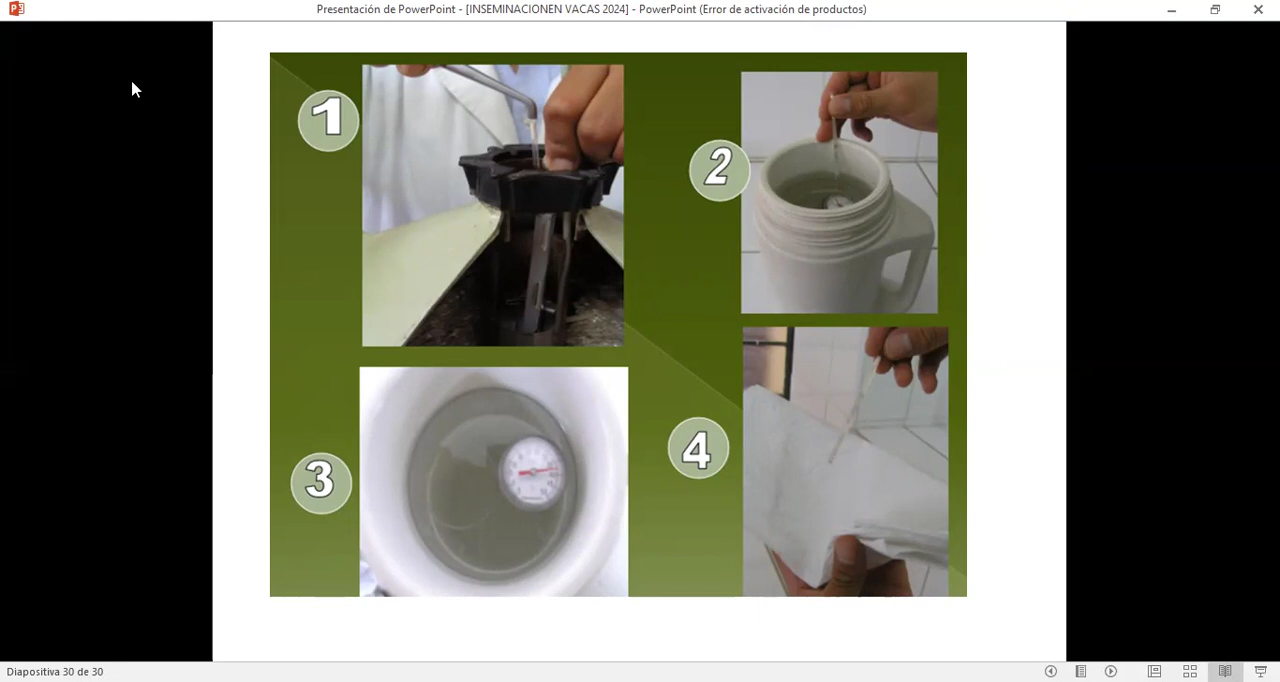 Presentación de PowerPoint - [INSEMINACIONEN VACAS 2024] - PowerPoint (Error de activación de productos)
1
2
3
4
Diapositiva 30 de 30